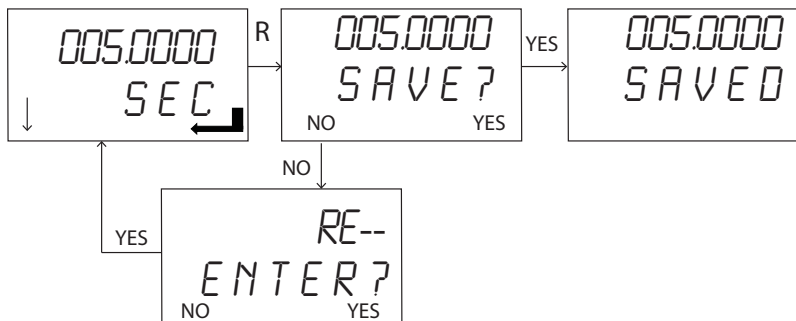 005.0000
SEC
R
005.0000
SAVE?
NO YES
YES
005.0000
SAVED
NO
YES
RE--
ENTER?
NO YES